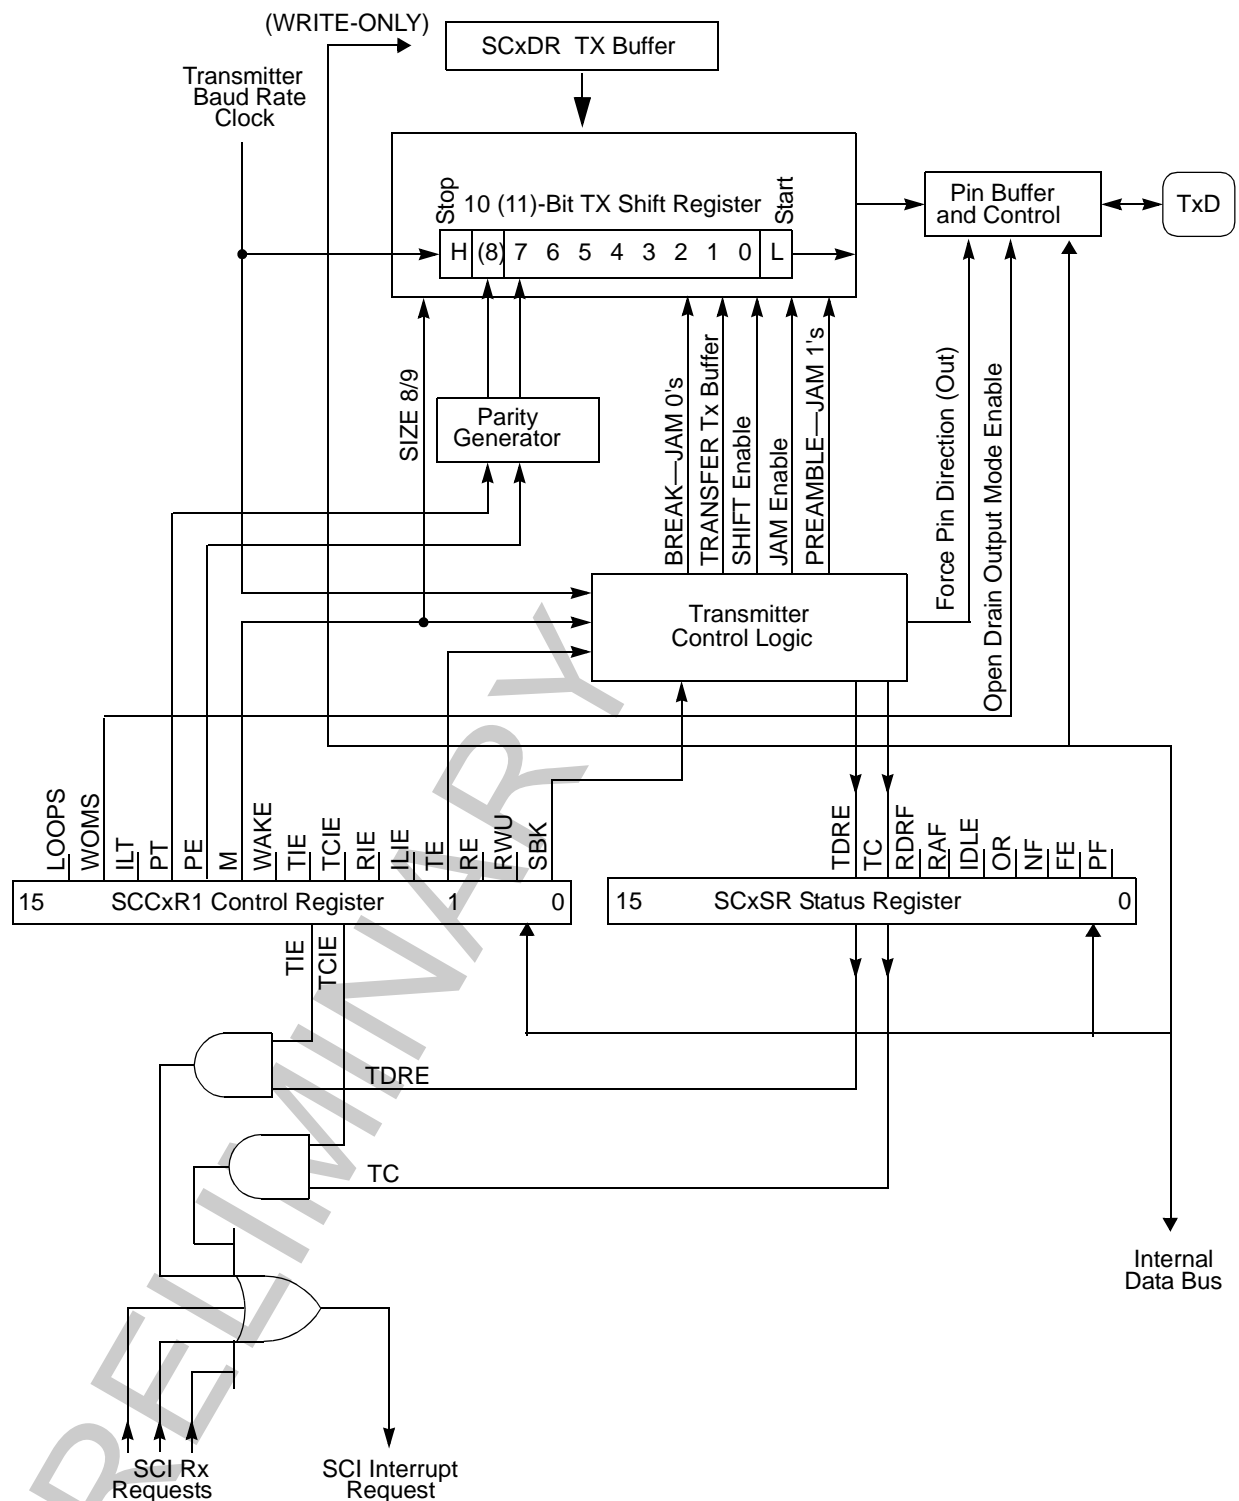 (WRITE-ONLY)
SCxDR TX Buffer
Transmitter
Baud Rate
Clock
Stop
10 (11)-Bit TX Shift Register
Start
H (8) 7 6 5 4 3 2 1 0 L
Pin Buffer
and Control
TxD
SIZE 8/9
Parity
Generator
BREAK—JAM 0's
TRANSFER Tx Buffer
SHIFT Enable
JAM Enable
PREAMBLE—JAM 1's
Force Pin Direction (Out)
Open Drain Output Mode Enable
Transmitter
Control Logic
LOOPS
WOMS
ILT
PT
PE
M
WAKE
TIE
TCIE
RIE
ILIE
TE
RE
RWU
SBK
TDRE
TC
RDRF
RAF
IDLE
OR
NF
FE
PF
15 SCCxR1 Control Register 1 0
15 SCxSR Status Register 0
TIE
TCIE
TDRE
TC
Internal
Data Bus
SCI Rx
Requests
SCI Interrupt
Request
RELIMINARY